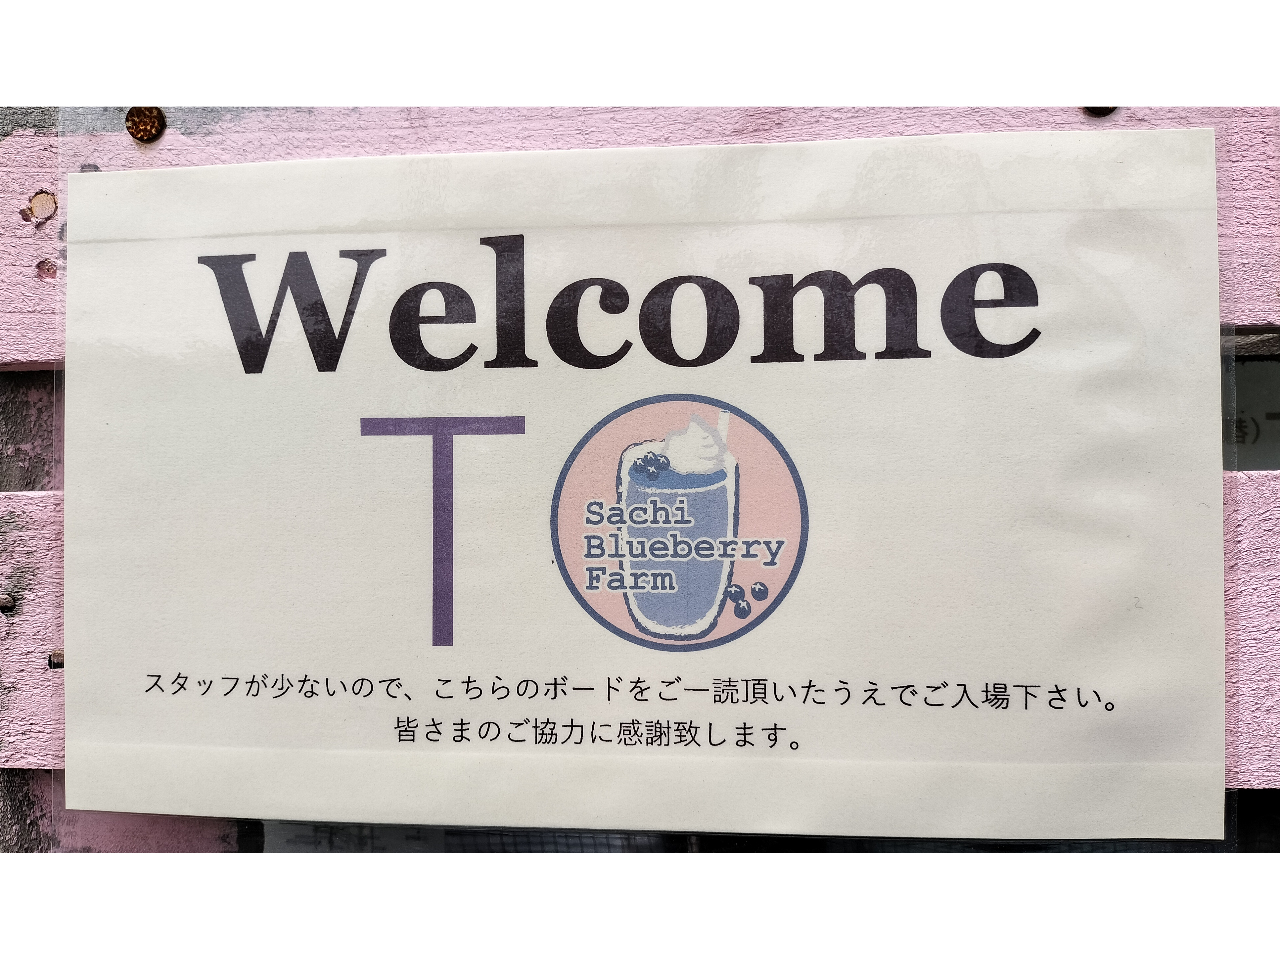 Welcome
T
Sachi
Blueberry
Farm
スタッフが少ないので、こちらのボードをご一読頂いたうえでご入場下さい。
皆さまのご協力に感謝致します。